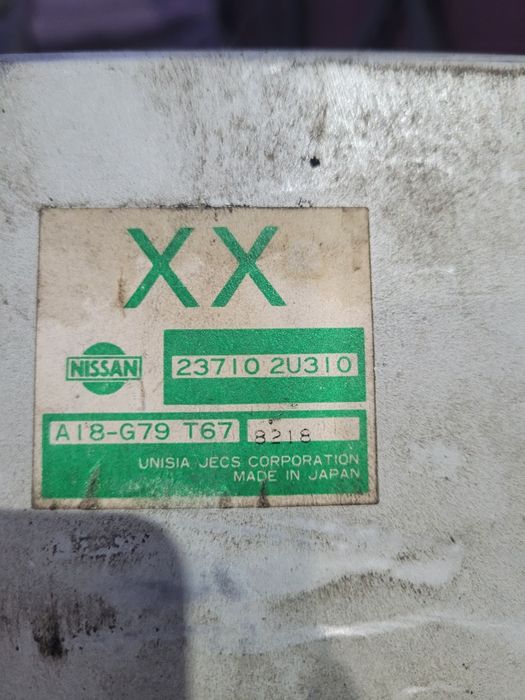 XX
NISSAN
23710 2U310
A18-G79 T67
8218
UNISIA JECS CORPORATION
MADE IN JAPAN